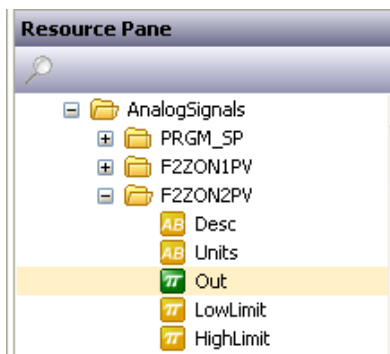 Resource Pane
AnalogSignals
PRGM_SP
F2ZON1PV
F2ZON2PV
AB Desc
AB Units
π Out
π LowLimit
π HighLimit